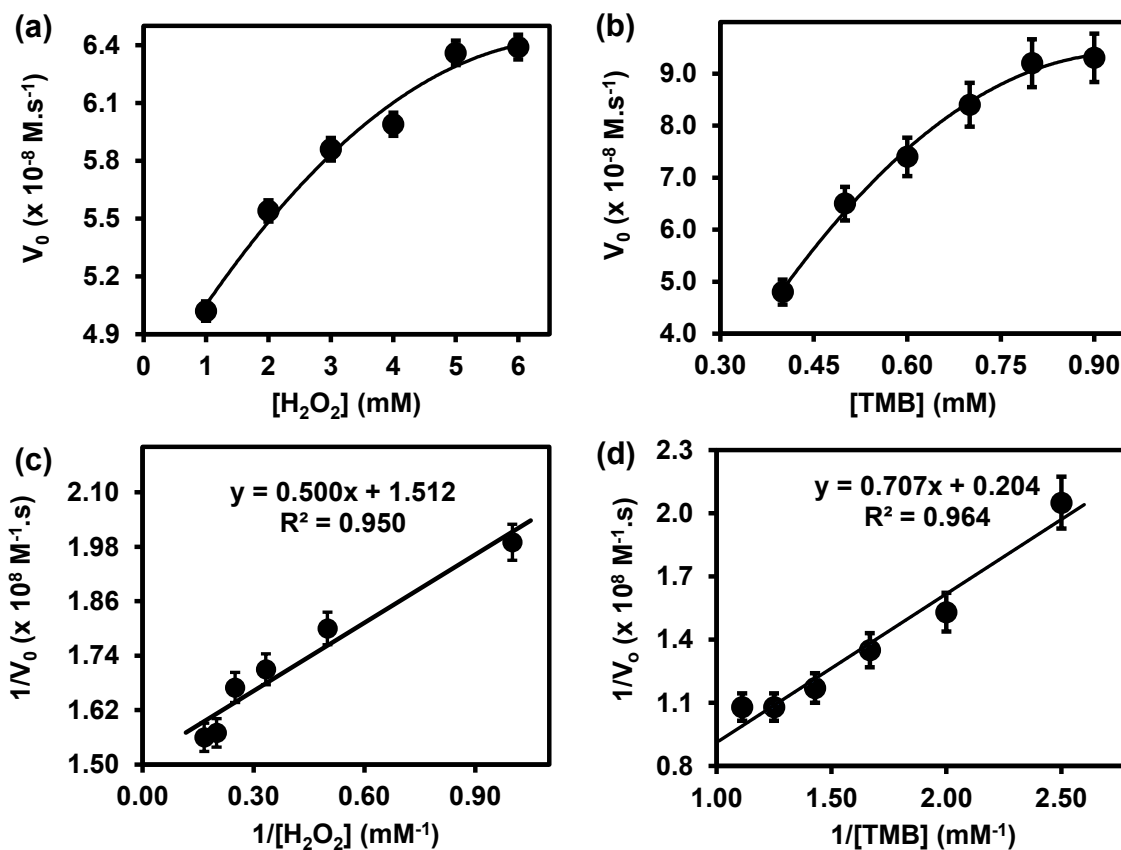 (a)
V₀ (x 10⁻⁸ M.s⁻¹)
6.4
6.1
5.8
5.5
5.2
4.9
0 1 2 3 4 5 6
[H₂O₂] (mM)
(b)
V₀ (x 10⁻⁸ M.s⁻¹)
9.0
8.0
7.0
6.0
5.0
4.0
0.30 0.45 0.60 0.75 0.90
[TMB] (mM)
(c)
y = 0.500x + 1.512
R² = 0.950
1/V₀ (x 10⁸ M⁻¹.s)
2.10
1.98
1.86
1.74
1.62
1.50
0.00 0.30 0.60 0.90
1/[H₂O₂] (mM⁻¹)
(d)
y = 0.707x + 0.204
R² = 0.964
1/Vₒ (x 10⁸ M⁻¹.s)
2.3
2.0
1.7
1.4
1.1
0.8
1.00 1.50 2.00 2.50
1/[TMB] (mM⁻¹)